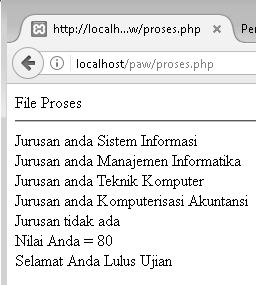 http://localh...w/proses.php
Per
localhost/paw/proses.php
File Proses
Jurusan anda Sistem Informasi
Jurusan anda Manajemen Informatika
Jurusan anda Teknik Komputer
Jurusan anda Komputerisasi Akuntansi
Jurusan tidak ada
Nilai Anda = 80
Selamat Anda Lulus Ujian